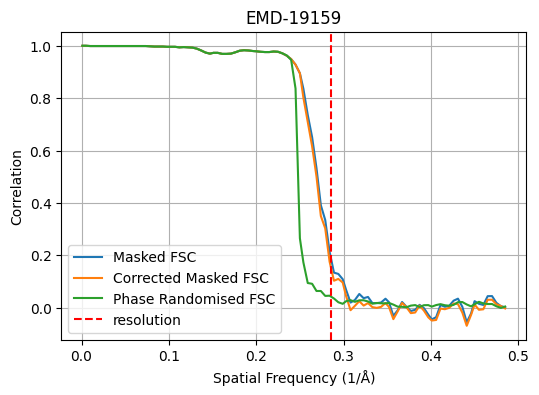 EMD-19159
1.0
0.8
0.6
0.4
0.2
0.0
Correlation
Masked FSC
Corrected Masked FSC
Phase Randomised FSC
resolution
0.0 0.1 0.2 0.3 0.4 0.5
Spatial Frequency (1/Å)